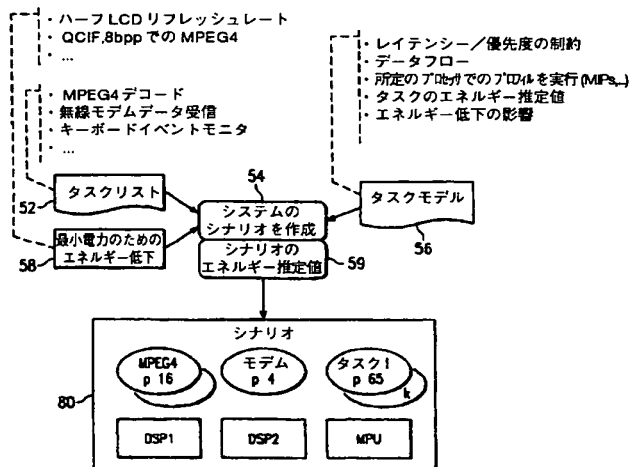 ・ハーフLCDリフレッシュレート
・QCIF,8bppでのMPEG4
・...
・MPEG4デコード
・無線モデムデータ受信
・キーボードイベントモニタ
・...
・レイテンシー／優先度の制約
・データフロー
・所定のプロセッサでのプロフィルを実行(MIPs,..)
・タスクのエネルギー推定値
・エネルギー低下の影響
52
タスクリスト
54
システムの
シナリオを作成
タスクモデル
56
最小電力のための
エネルギー低下
58
シナリオの
エネルギー推定値
59
シナリオ
MPEG4
p 16
モデム
p 4
タスク1
p 65
k
80
DSP1
DSP2
MPU